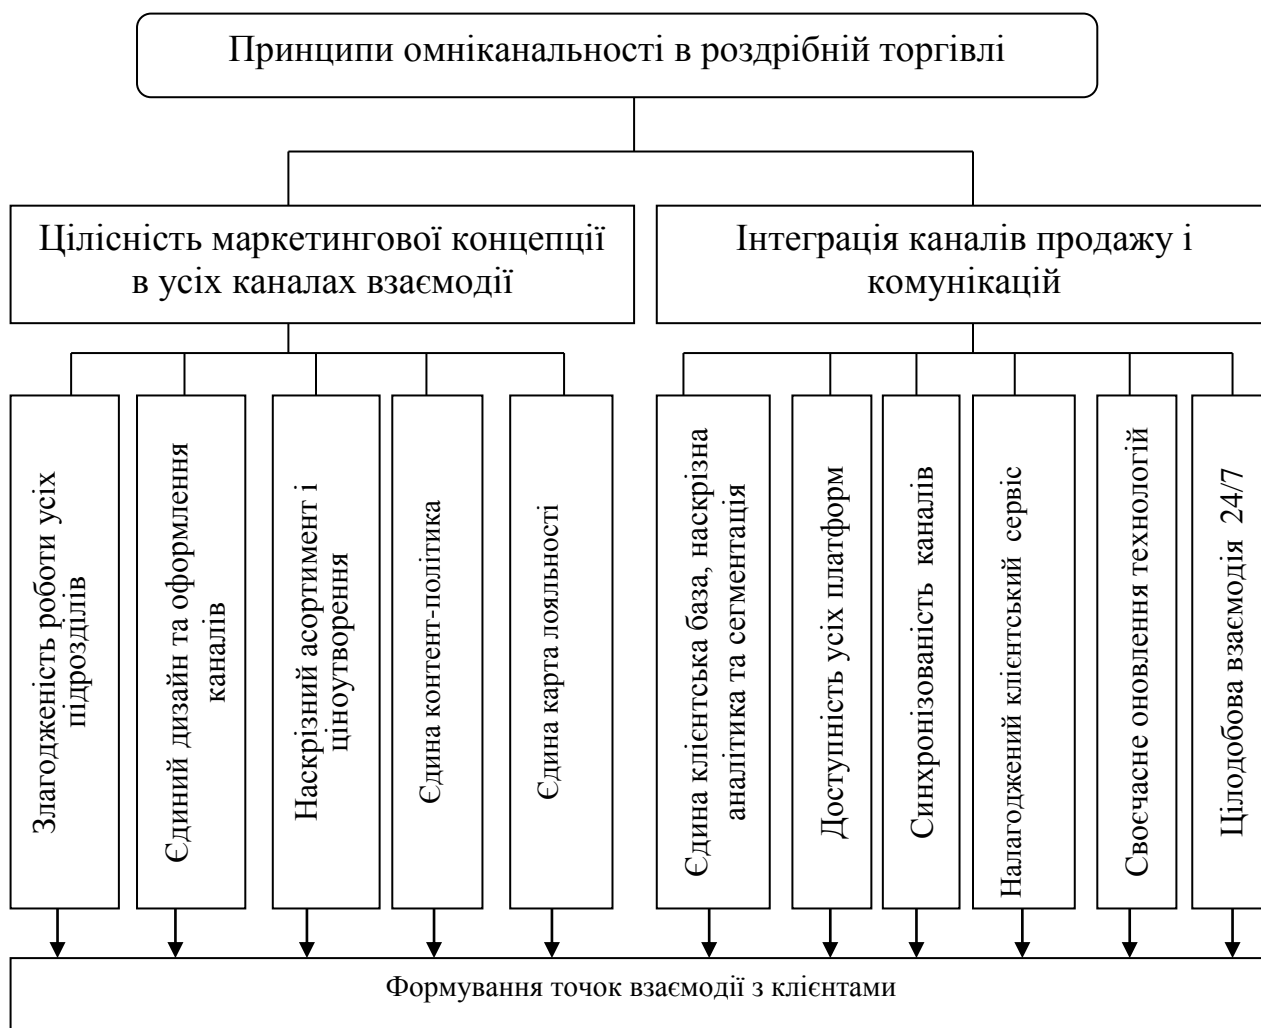 Принципи омніканальності в роздрібній торгівлі
Цілісність маркетингової концепції
в усіх каналах взаємодії
Інтеграція каналів продажу і
комунікацій
Злагодженість роботи усіх
підрозділів
Єдиний дизайн та оформлення
каналів
Наскрізний асортимент і
ціноутворення
Єдина контент-політика
Єдина карта лояльності
Єдина клієнтська база, наскрізна
аналітика та сегментація
Доступність усіх платформ
Синхронізованість каналів
Налагоджений клієнтський сервіс
Своєчасне оновлення технологій
Цілодобова взаємодія 24/7
Формування точок взаємодії з клієнтами